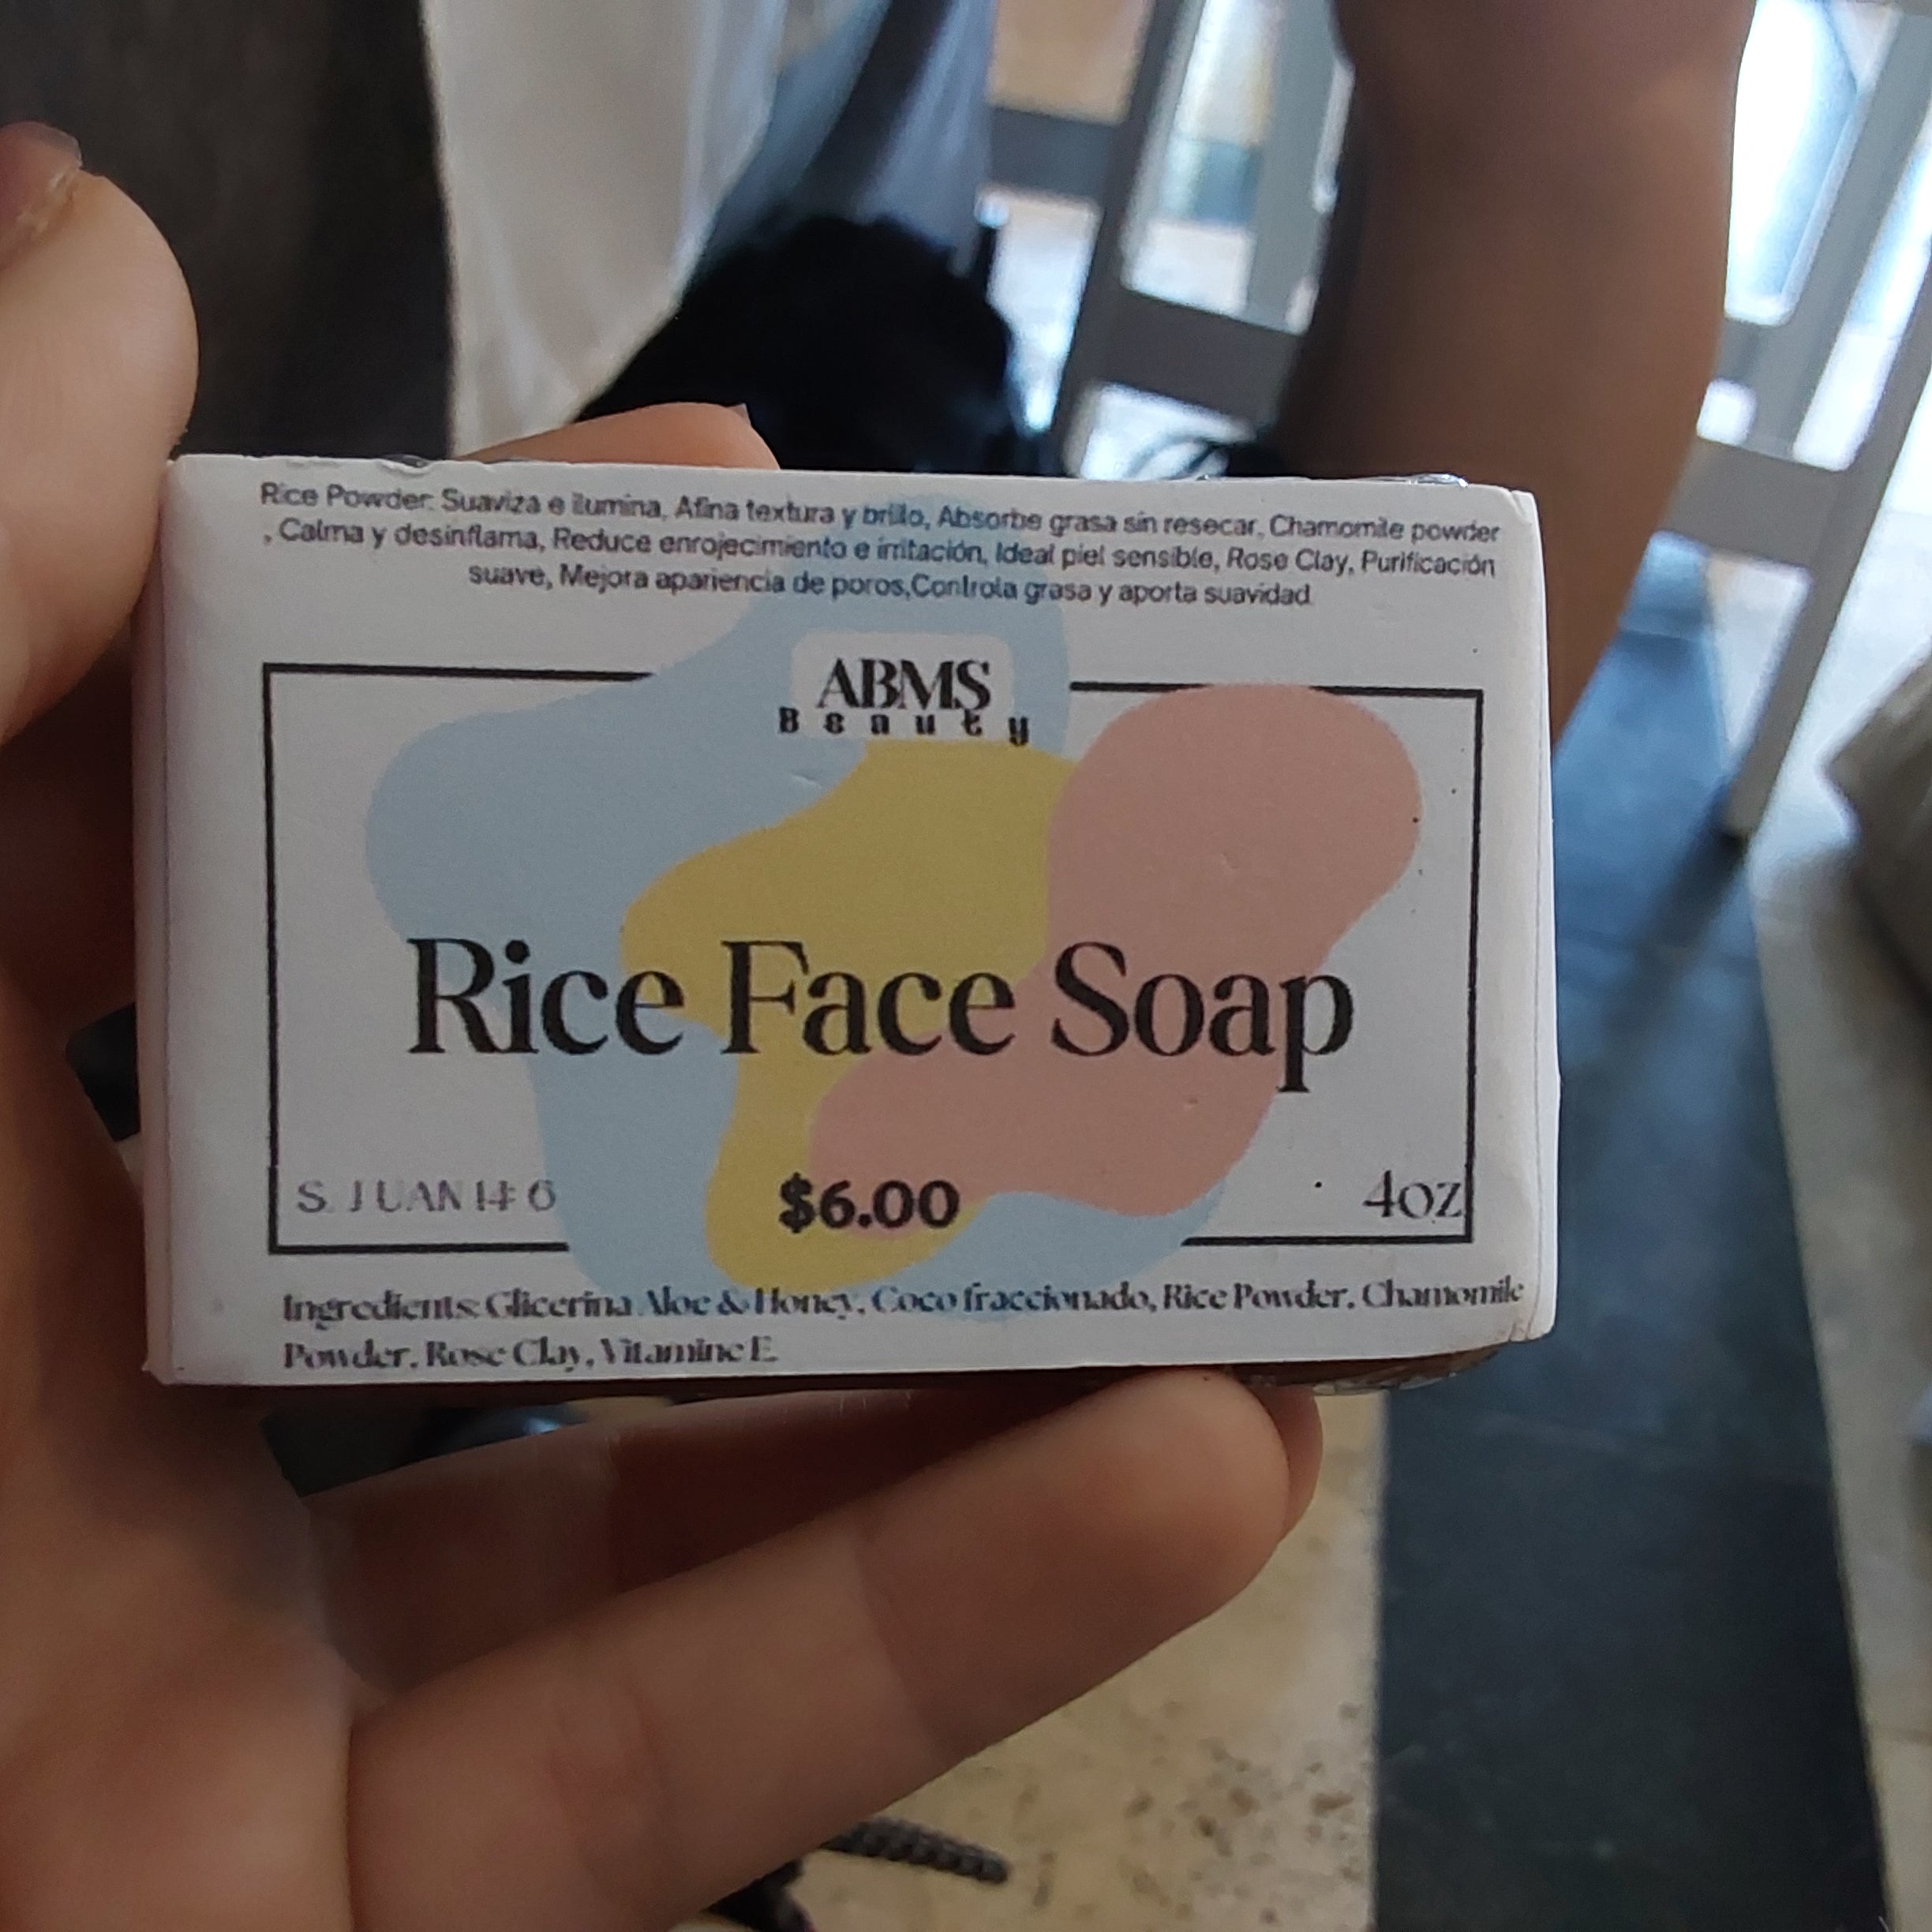 Rice Powder: Suaviza e ilumina, Afina textura y brillo, Absorbe grasa sin resecar, Chamomile powder
, Calma y desinflama, Reduce enrojecimiento e irritación, Ideal piel sensible, Rose Clay, Purificación
suave, Mejora apariencia de poros,Controla grasa y aporta suavidad
ABMS
Beauty
Rice Face Soap
S. JUAN 14# 6 $6.00 4oz
Ingredients: Glicerina Aloe & Honey, Coco fraccionado, Rice Powder, Chamomile
Powder, Rose Clay, Vitamine E